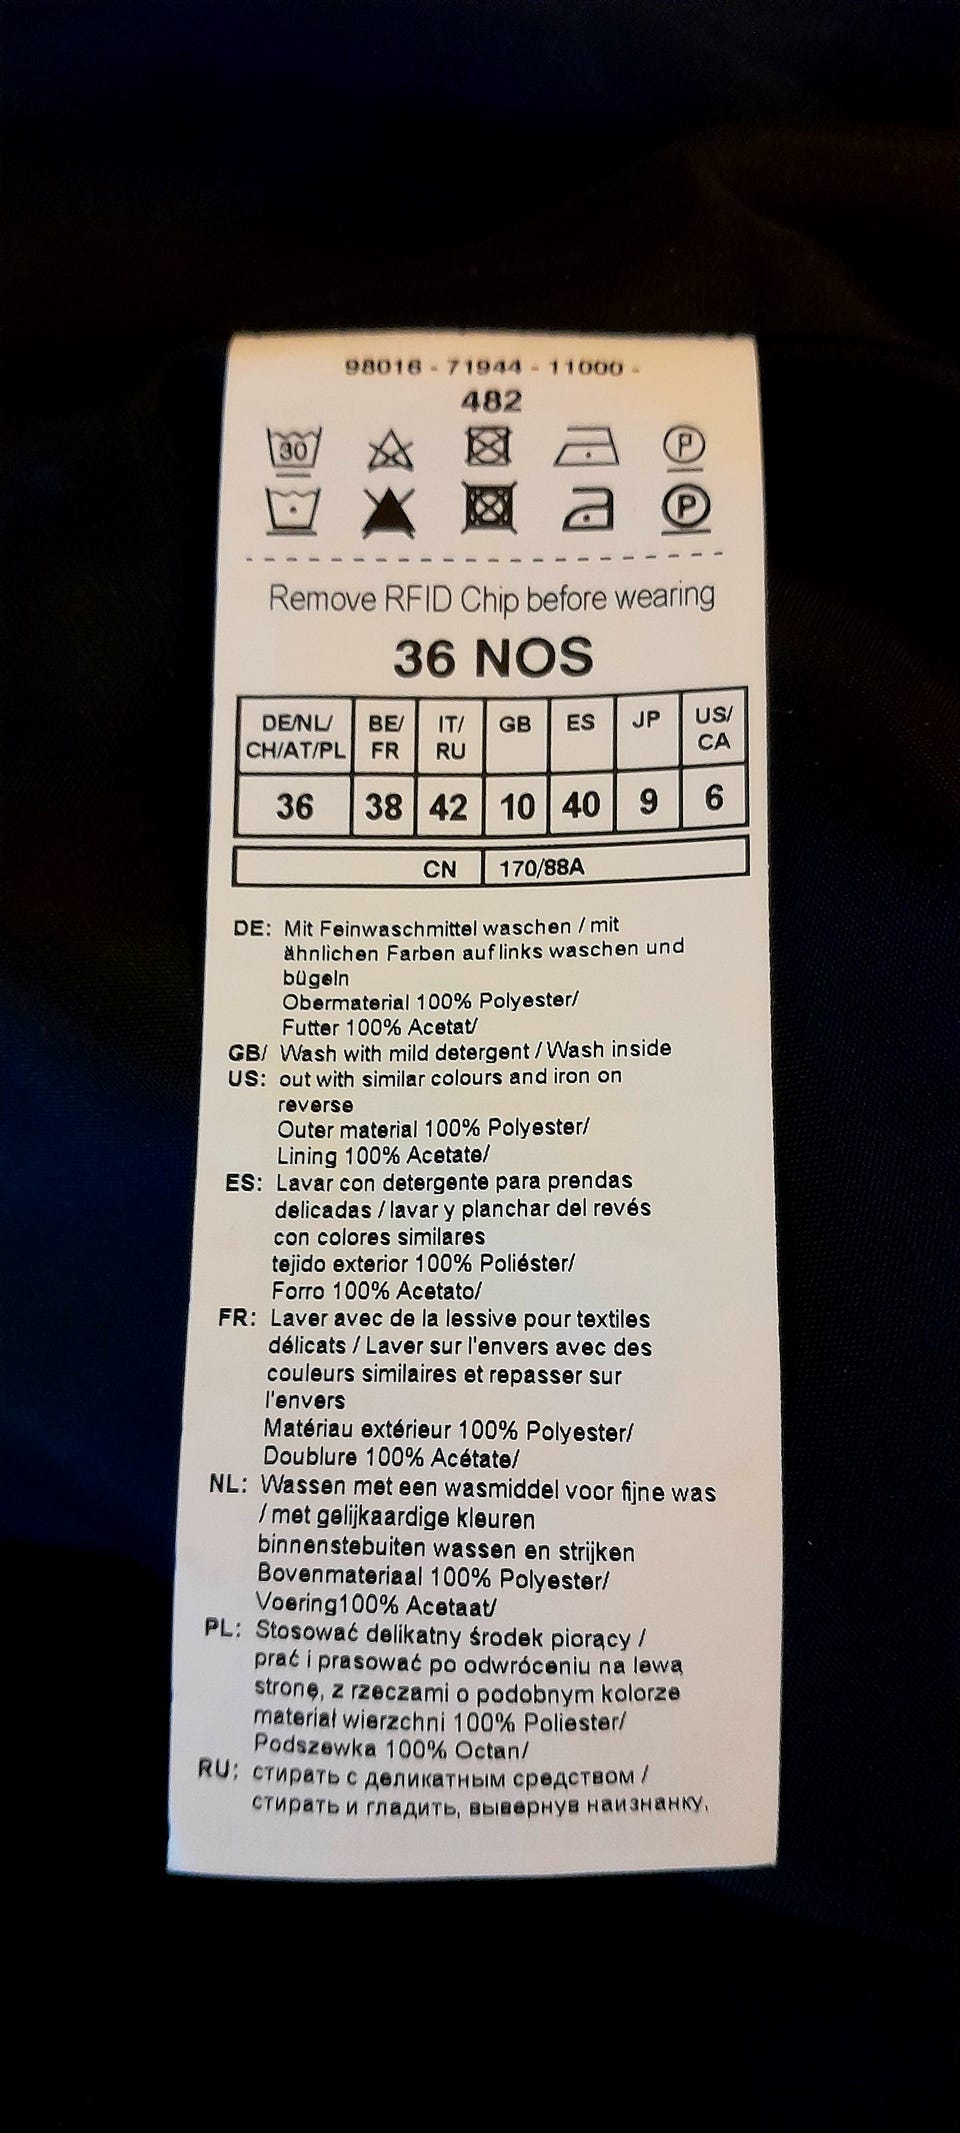 98016 - 71944 - 11000 -
482
30
P
P
Remove RFID Chip before wearing
36 NOS
DE/NL/ CH/AT/PL BE/ FR IT/ RU GB ES JP US/ CA
36 38 42 10 40 9 6
CN 170/88A
DE: Mit Feinwaschmittel waschen / mit
ähnlichen Farben auf links waschen und
bügeln
Obermaterial 100% Polyester/
Futter 100% Acetat/
GB/ Wash with mild detergent / Wash inside
US: out with similar colours and iron on
reverse
Outer material 100% Polyester/
Lining 100% Acetate/
ES: Lavar con detergente para prendas
delicadas / lavar y planchar del revés
con colores similares
tejido exterior 100% Poliéster/
Forro 100% Acetato/
FR: Laver avec de la lessive pour textiles
délicats / Laver sur l'envers avec des
couleurs similaires et repasser sur
l'envers
Matériau extérieur 100% Polyester/
Doublure 100% Acétate/
NL: Wassen met een wasmiddel voor fijne was
/ met gelijkaardige kleuren
binnenstebuiten wassen en strijken
Bovenmateriaal 100% Polyester/
Voering100% Acetaat/
PL: Stosować delikatny środek piorący /
prać i prasować po odwróceniu na lewą
stronę, z rzeczami o podobnym kolorze
materiał wierzchni 100% Poliester/
Podszewka 100% Octan/
RU: стирать с деликатным средством /
стирать и гладить, вывернув наизнанку,